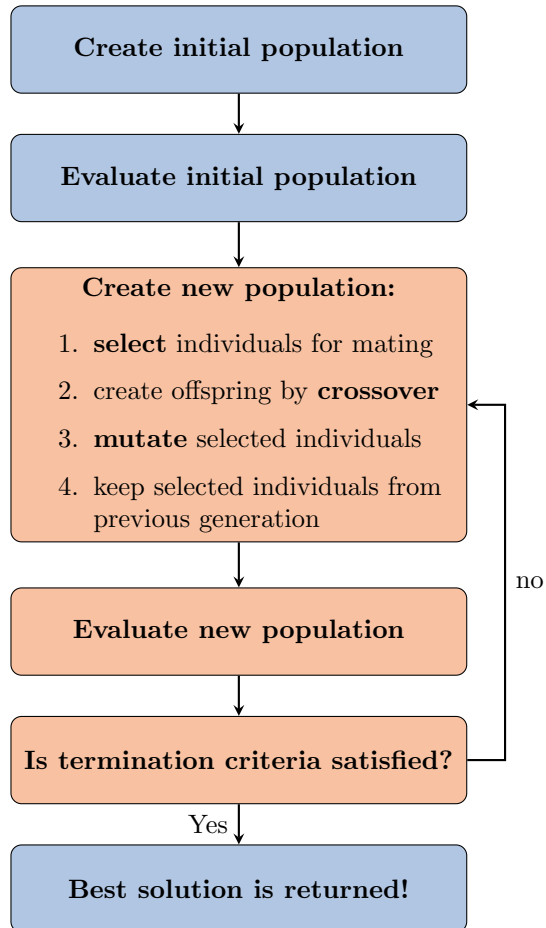 Create initial population
Evaluate initial population
Create new population:
1. select individuals for mating
2. create offspring by crossover
3. mutate selected individuals
4. keep selected individuals from
previous generation
no
Evaluate new population
Is termination criteria satisfied?
Yes
Best solution is returned!